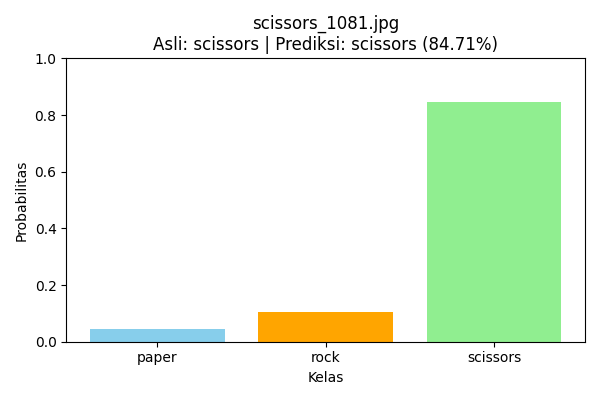 scissors_1081.jpg
Asli: scissors | Prediksi: scissors (84.71%)
1.0
0.8
0.6
0.4
0.2
0.0
Probabilitas
paper
rock
scissors
Kelas